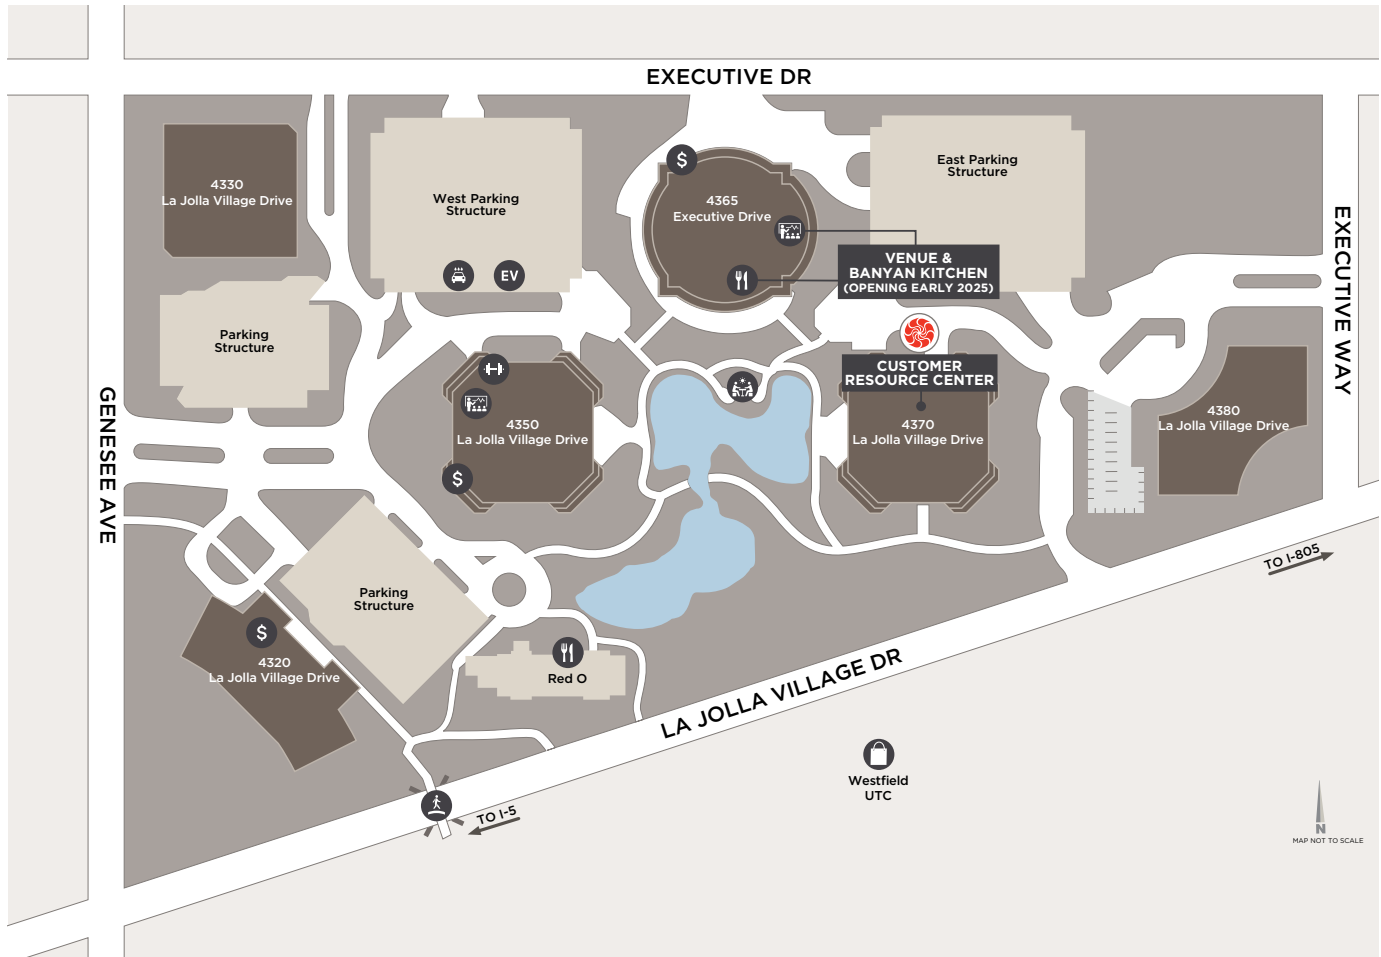 EXECUTIVE DR
4330
La Jolla Village Drive
West Parking
Structure
EV
$
4365
Executive Drive
East Parking
Structure
VENUE &
BANYAN KITCHEN
(OPENING EARLY 2025)
EXECUTIVE WAY
Parking
Structure
CUSTOMER
RESOURCE CENTER
GENESEE AVE
4350
La Jolla Village Drive
$
4370
La Jolla Village Drive
4380
La Jolla Village Drive
TO I-805
Parking
Structure
$
4320
La Jolla Village Drive
Red O
LA JOLLA VILLAGE DR
Westfield
UTC
TO I-5
N
MAP NOT TO SCALE